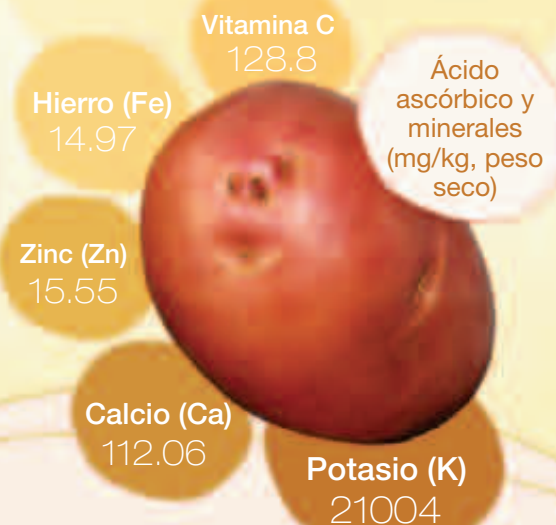 Vitamina C
128.8
Ácido
ascórbico y
minerales
(mg/kg, peso
seco)
Hierro (Fe)
14.97
Zinc (Zn)
15.55
Calcio (Ca)
112.06
Potasio (K)
21004